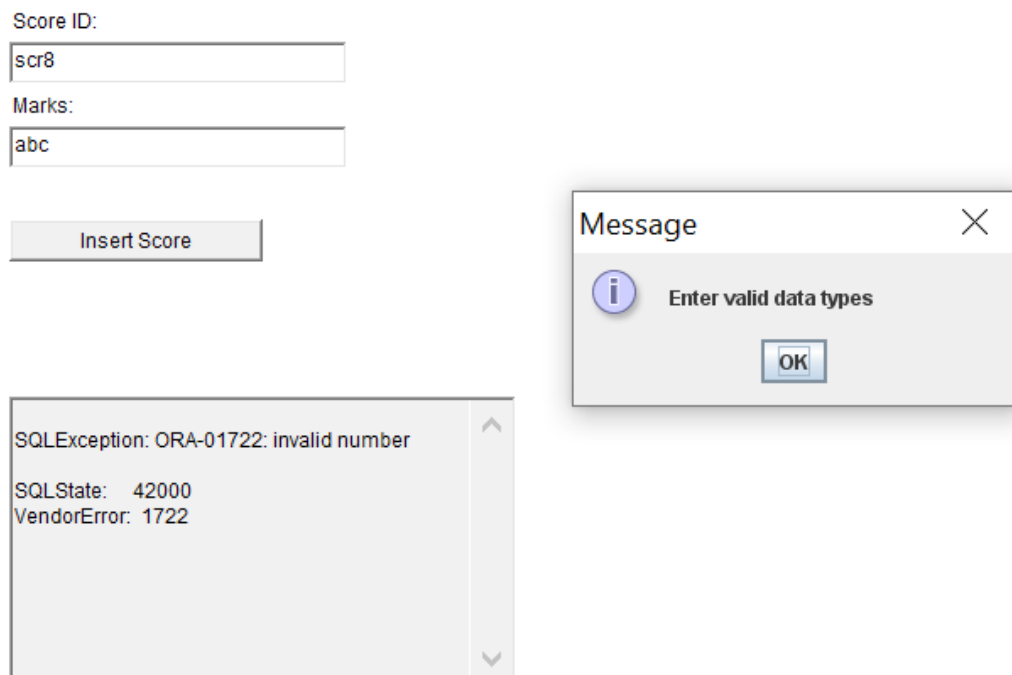 Score ID:
scr8
Marks:
abc
Insert Score
Message
i
Enter valid data types
OK
SQLException: ORA-01722: invalid number
SQLState: 42000
VendorError: 1722